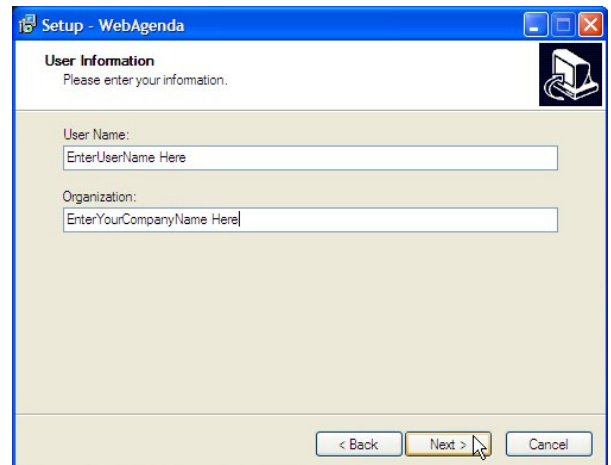 Setup - WebAgenda
User Information
Please enter your information.
User Name:
EnterUserName Here
Organization:
EnterYourCompanyName Here
< Back Next > Cancel